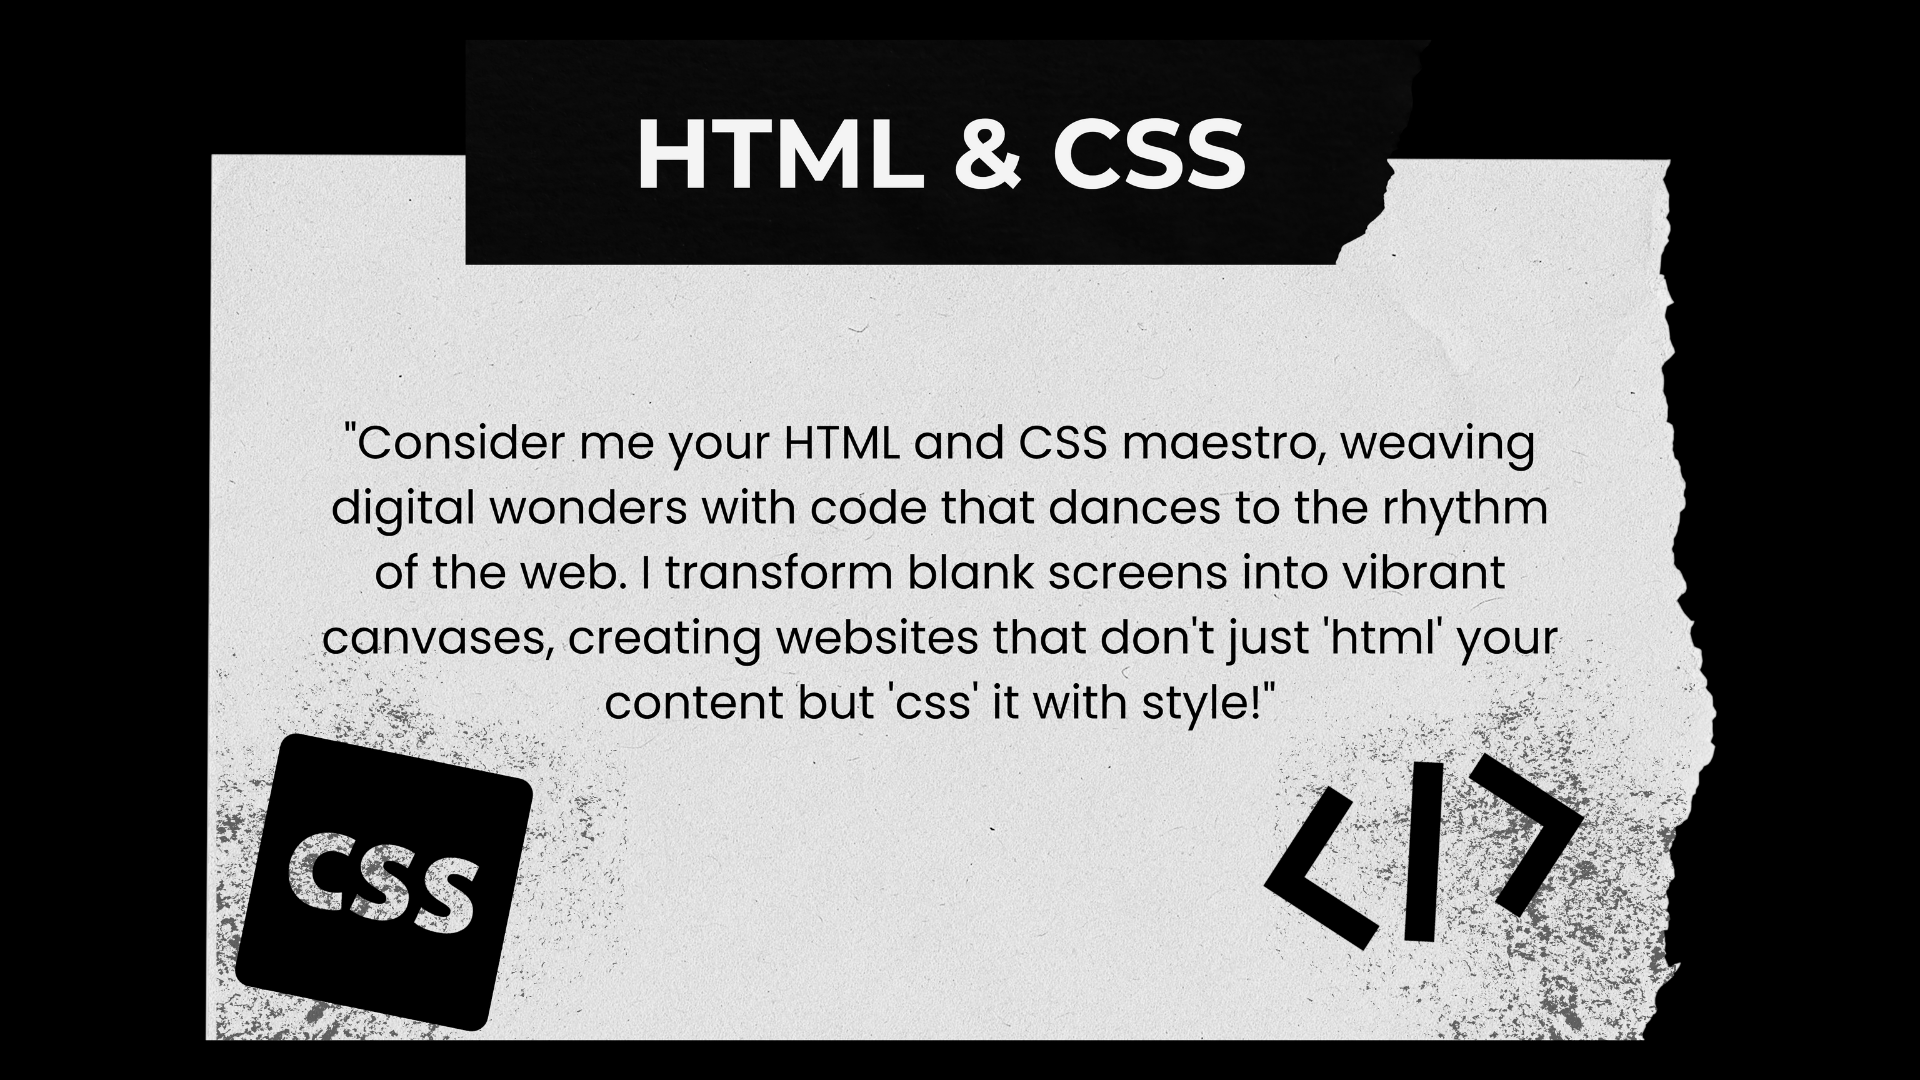 HTML & CSS
"Consider me your HTML and CSS maestro, weaving
digital wonders with code that dances to the rhythm
of the web. I transform blank screens into vibrant
canvases, creating websites that don't just 'html' your
content but 'css' it with style!"
CSS
</>